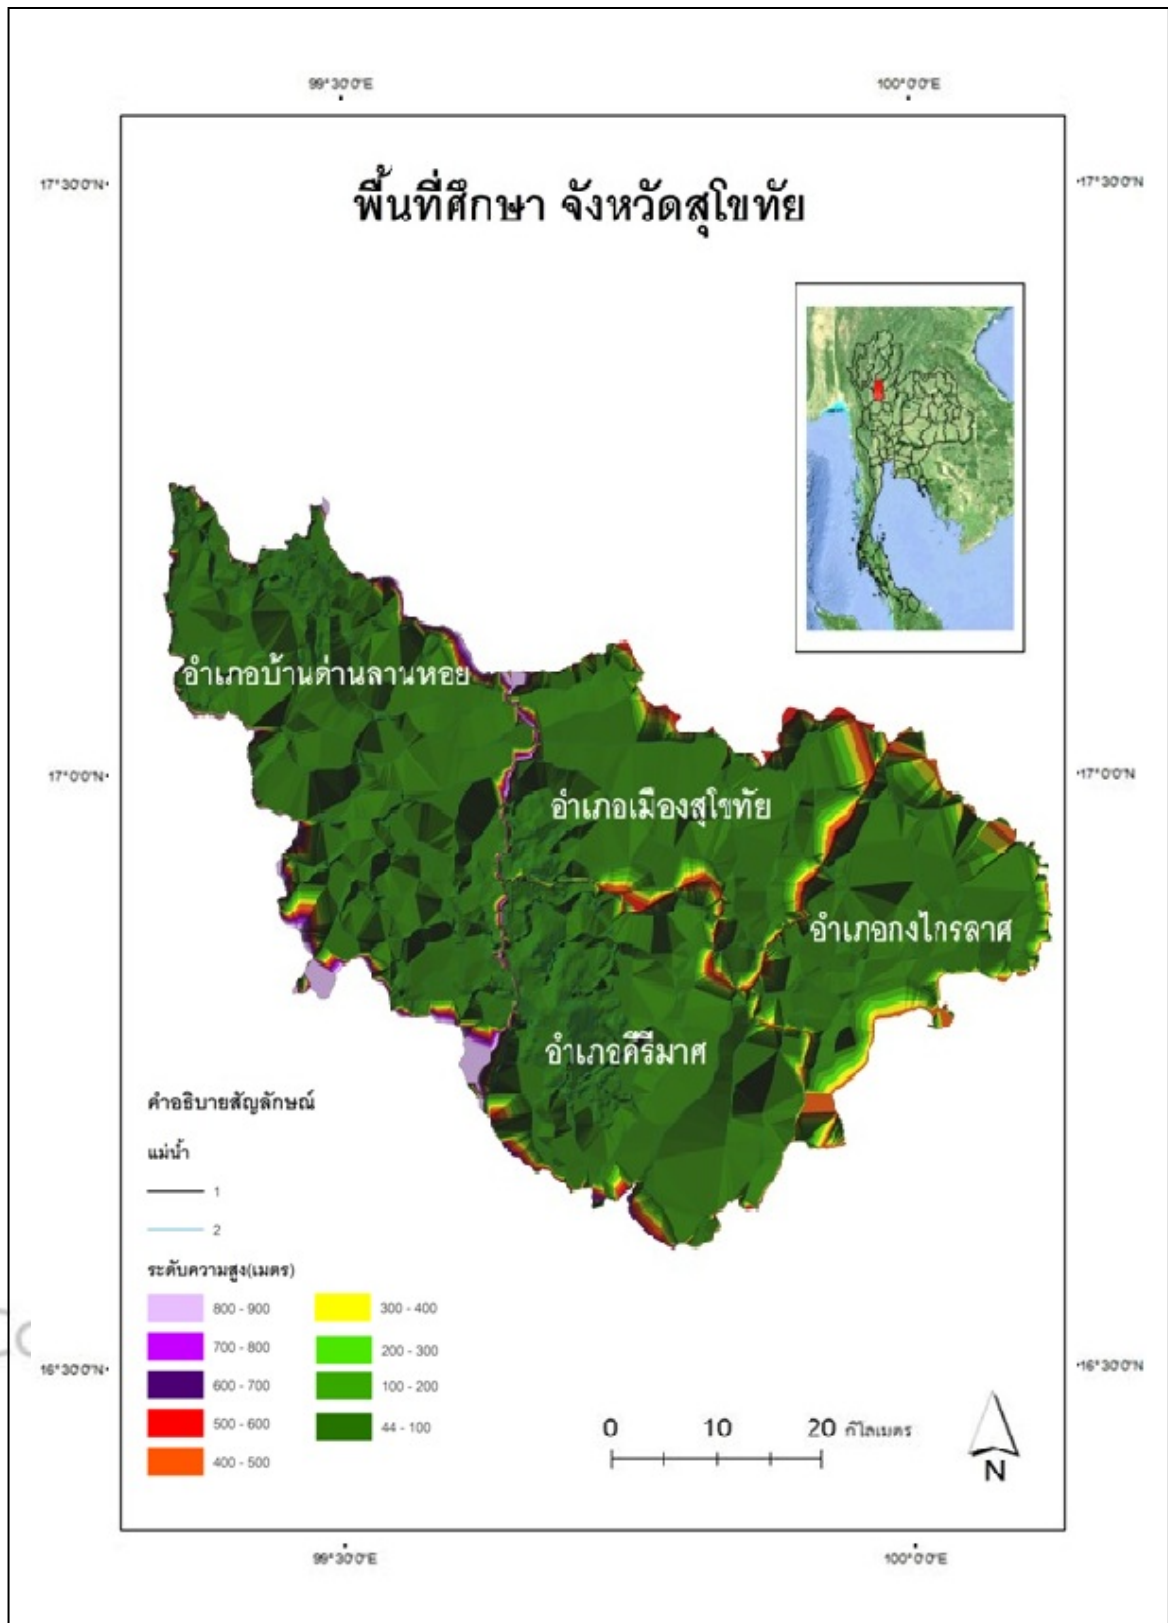 99°30'0"E 100°0'0"E
17°30'0"N 17°30'0"N
พื้นที่ศึกษา จังหวัดสุโขทัย
อำเภอบ้านด่านลานหอย
17°0'0"N 17°0'0"N
อำเภอเมืองสุโขทัย
อำเภอกงไกรลาศ
อำเภอคีรีมาศ
คำอธิบายสัญลักษณ์
แม่น้ำ
1
2
ระดับความสูง(เมตร)
800 - 900 300 - 400
700 - 800 200 - 300
600 - 700 100 - 200
500 - 600 44 - 100
400 - 500
16°30'0"N 16°30'0"N
0 10 20 กิโลเมตร
N
99°30'0"E 100°0'0"E